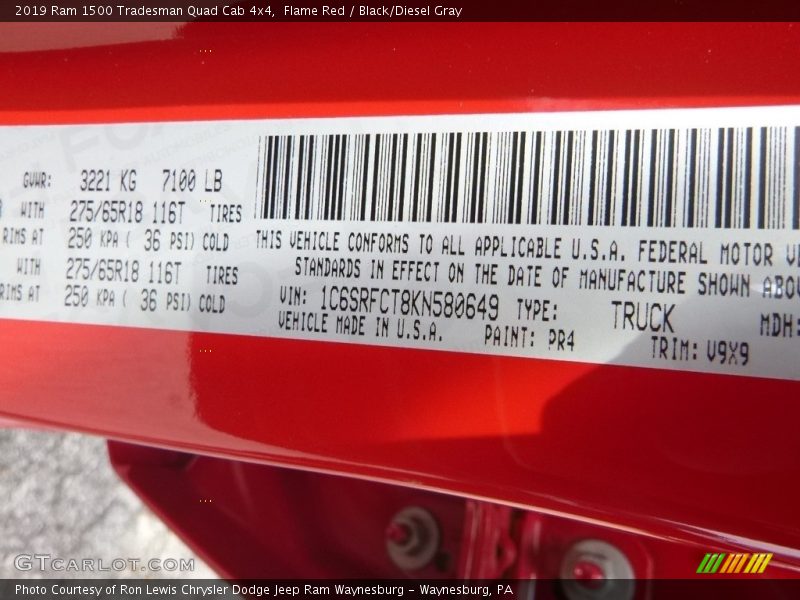 2019 Ram 1500 Tradesman Quad Cab 4x4, Flame Red / Black/Diesel Gray
GVWR: 3221 KG 7100 LB
WITH 275/65R18 116T TIRES
RIMS AT 250 KPA ( 36 PSI) COLD
WITH 275/65R18 116T TIRES
RIMS AT 250 KPA ( 36 PSI) COLD
THIS VEHICLE CONFORMS TO ALL APPLICABLE U.S.A. FEDERAL MOTOR VE
STANDARDS IN EFFECT ON THE DATE OF MANUFACTURE SHOWN ABOV
VIN: 1C6SRFCT8KN580649 TYPE: TRUCK MDH:
VEHICLE MADE IN U.S.A. PAINT: PR4 TRIM: V9X9
GTCARLOT.COM
Photo Courtesy of Ron Lewis Chrysler Dodge Jeep Ram Waynesburg - Waynesburg, PA